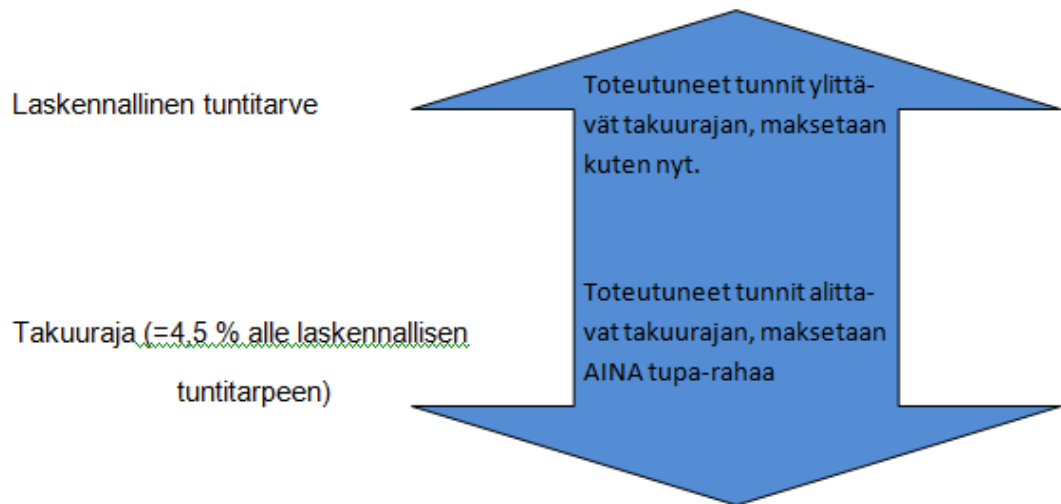 Laskennallinen tuntitarve
Toteutuneet tunnit ylittä-
vät takuurajan, maksetaan
kuten nyt.
Takuuraja (=4,5 % alle laskennallisen
tuntitarpeen)
Toteutuneet tunnit alitta-
vat takuurajan, maksetaan
AINA tupa-rahaa